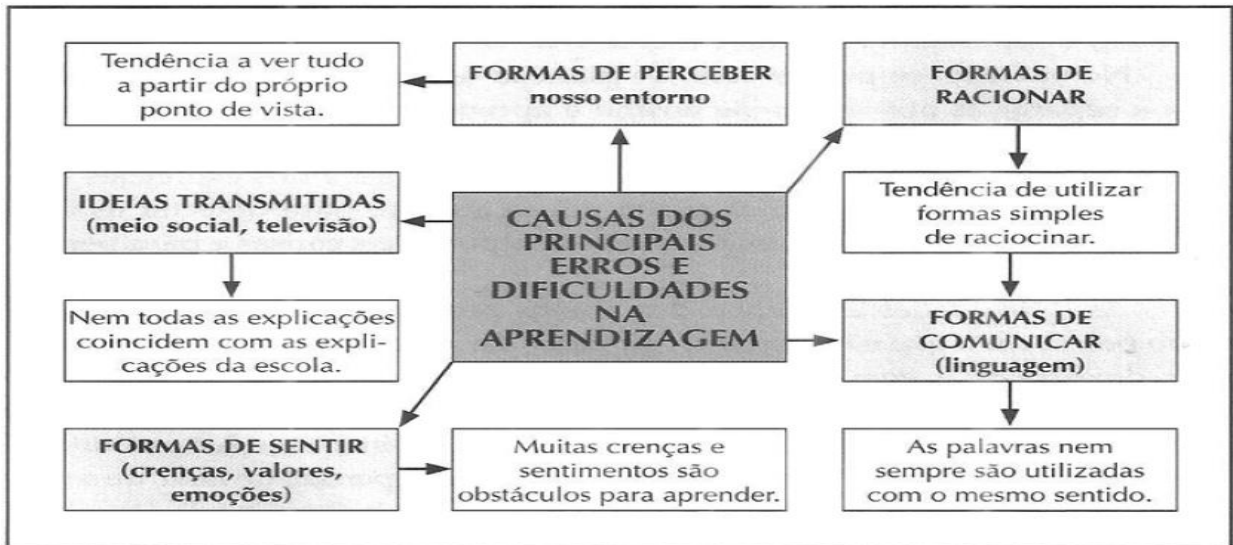 Tendência a ver tudo
a partir do próprio
ponto de vista.
FORMAS DE PERCEBER
nosso entorno
FORMAS DE
RACIONAR
IDEIAS TRANSMITIDAS
(meio social, televisão)
CAUSAS DOS
PRINCIPAIS
ERROS E
DIFICULDADES
NA
APRENDIZAGEM
Tendência de utilizar
formas simples
de raciocinar.
Nem todas as explicações
coincidem com as expli-
cações da escola.
FORMAS DE
COMUNICAR
(linguagem)
FORMAS DE SENTIR
(crenças, valores,
emoções)
Muitas crenças e
sentimentos são
obstáculos para aprender.
As palavras nem
sempre são utilizadas
com o mesmo sentido.